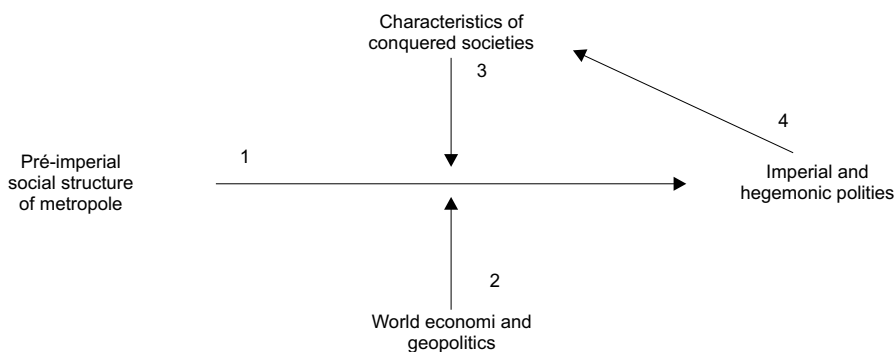 Characteristics of
conquered societies
3
4
1
Pré-imperial
social structure
of metropole
Imperial and
hegemonic polities
2
World economi and
geopolitics